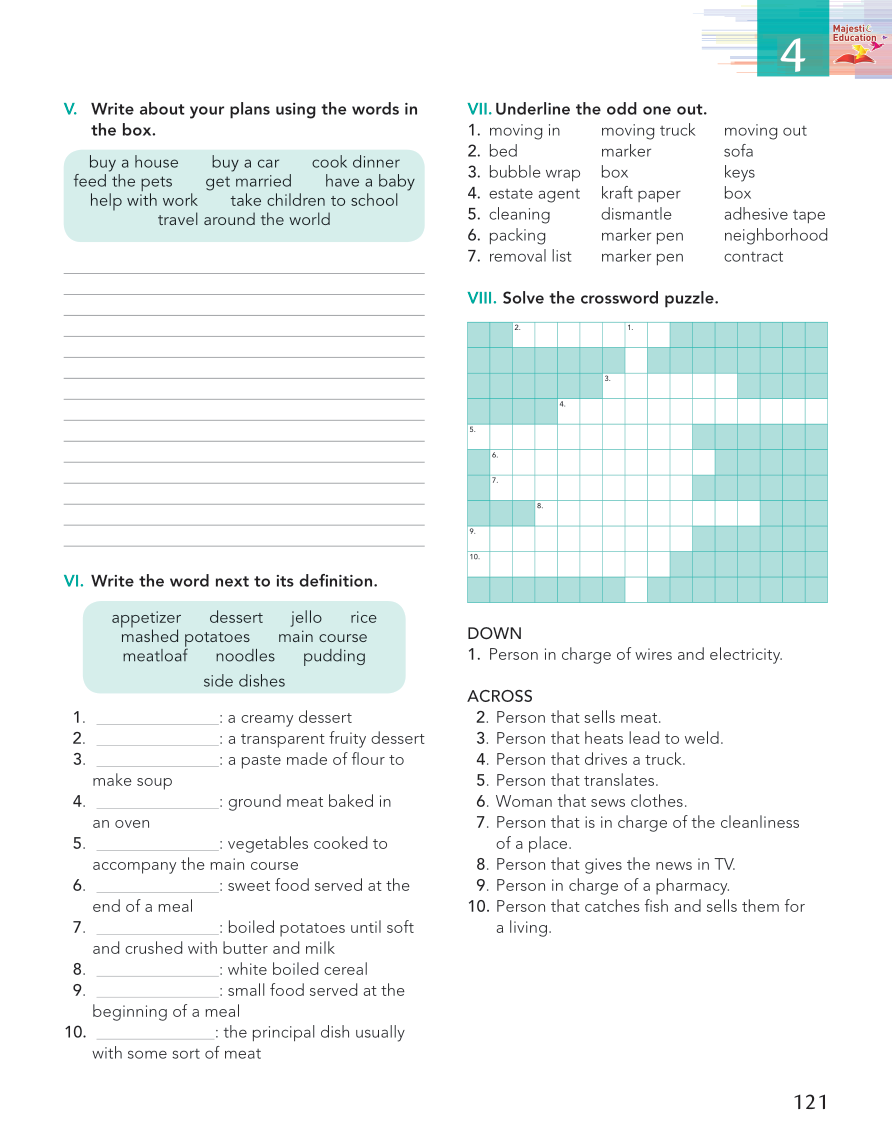 4
Majestic
Education
V. Write about your plans using the words in
the box.
buy a house buy a car cook dinner
feed the pets get married have a baby
help with work take children to school
travel around the world
VI. Write the word next to its definition.
appetizer dessert jello rice
mashed potatoes main course
meatloaf noodles pudding
side dishes
1. _______________: a creamy dessert
2. _______________: a transparent fruity dessert
3. _______________: a paste made of flour to
make soup
4. _______________: ground meat baked in
an oven
5. _______________: vegetables cooked to
accompany the main course
6. _______________: sweet food served at the
end of a meal
7. _______________: boiled potatoes until soft
and crushed with butter and milk
8. _______________: white boiled cereal
9. _______________: small food served at the
beginning of a meal
10. _______________: the principal dish usually
with some sort of meat
VII. Underline the odd one out.
1. moving in moving truck moving out
2. bed marker sofa
3. bubble wrap box keys
4. estate agent kraft paper box
5. cleaning dismantle adhesive tape
6. packing marker pen neighborhood
7. removal list marker pen contract
VIII. Solve the crossword puzzle.
2. 1.
3.
4.
5.
6.
7.
8.
9.
10.
DOWN
1. Person in charge of wires and electricity.
ACROSS
2. Person that sells meat.
3. Person that heats lead to weld.
4. Person that drives a truck.
5. Person that translates.
6. Woman that sews clothes.
7. Person that is in charge of the cleanliness
of a place.
8. Person that gives the news in TV.
9. Person in charge of a pharmacy.
10. Person that catches fish and sells them for
a living.
121